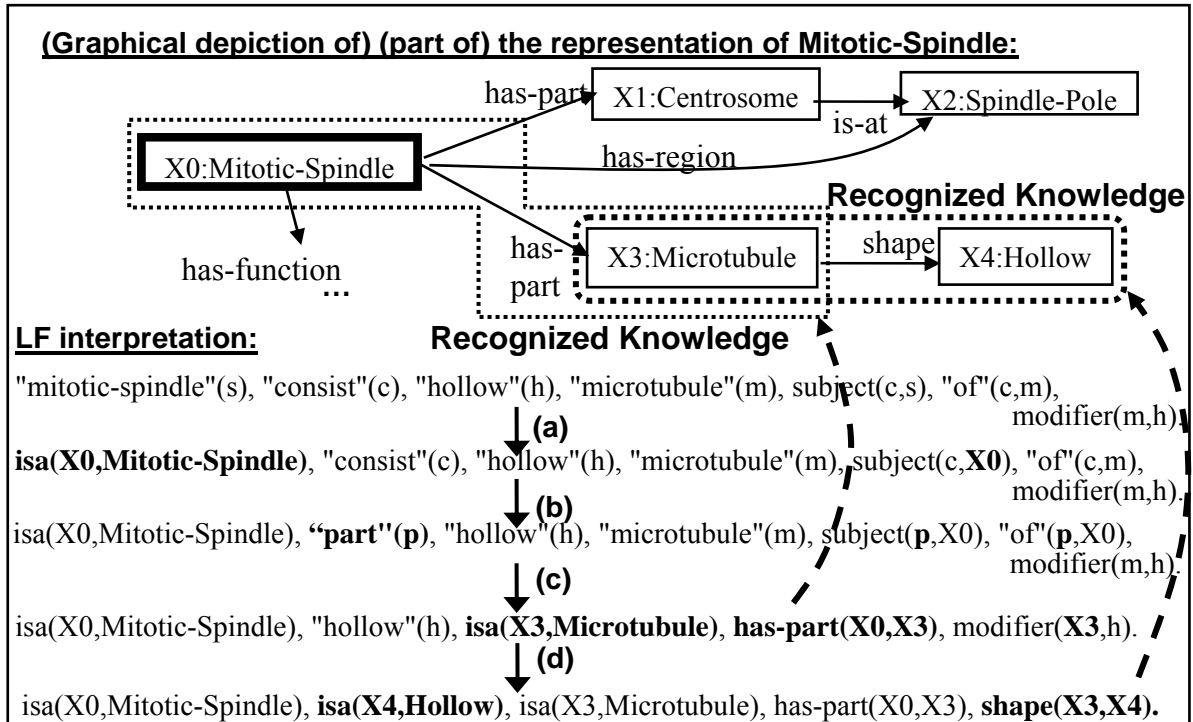 (Graphical depiction of) (part of) the representation of Mitotic-Spindle:
has-part
X1:Centrosome
X2:Spindle-Pole
is-at
X0:Mitotic-Spindle
has-region
Recognized Knowledge
has-
part
X3:Microtubule
shape
X4:Hollow
has-function
...
LF interpretation:
Recognized Knowledge
"mitotic-spindle"(s), "consist"(c), "hollow"(h), "microtubule"(m), subject(c,s), "of"(c,m),
modifier(m,h).
(a)
isa(X0,Mitotic-Spindle), "consist"(c), "hollow"(h), "microtubule"(m), subject(c,X0), "of"(c,m),
modifier(m,h).
(b)
isa(X0,Mitotic-Spindle), “part"(p), "hollow"(h), "microtubule"(m), subject(p,X0), "of"(p,X0),
modifier(m,h).
(c)
isa(X0,Mitotic-Spindle), "hollow"(h), isa(X3,Microtubule), has-part(X0,X3), modifier(X3,h).
(d)
isa(X0,Mitotic-Spindle), isa(X4,Hollow), isa(X3,Microtubule), has-part(X0,X3), shape(X3,X4).